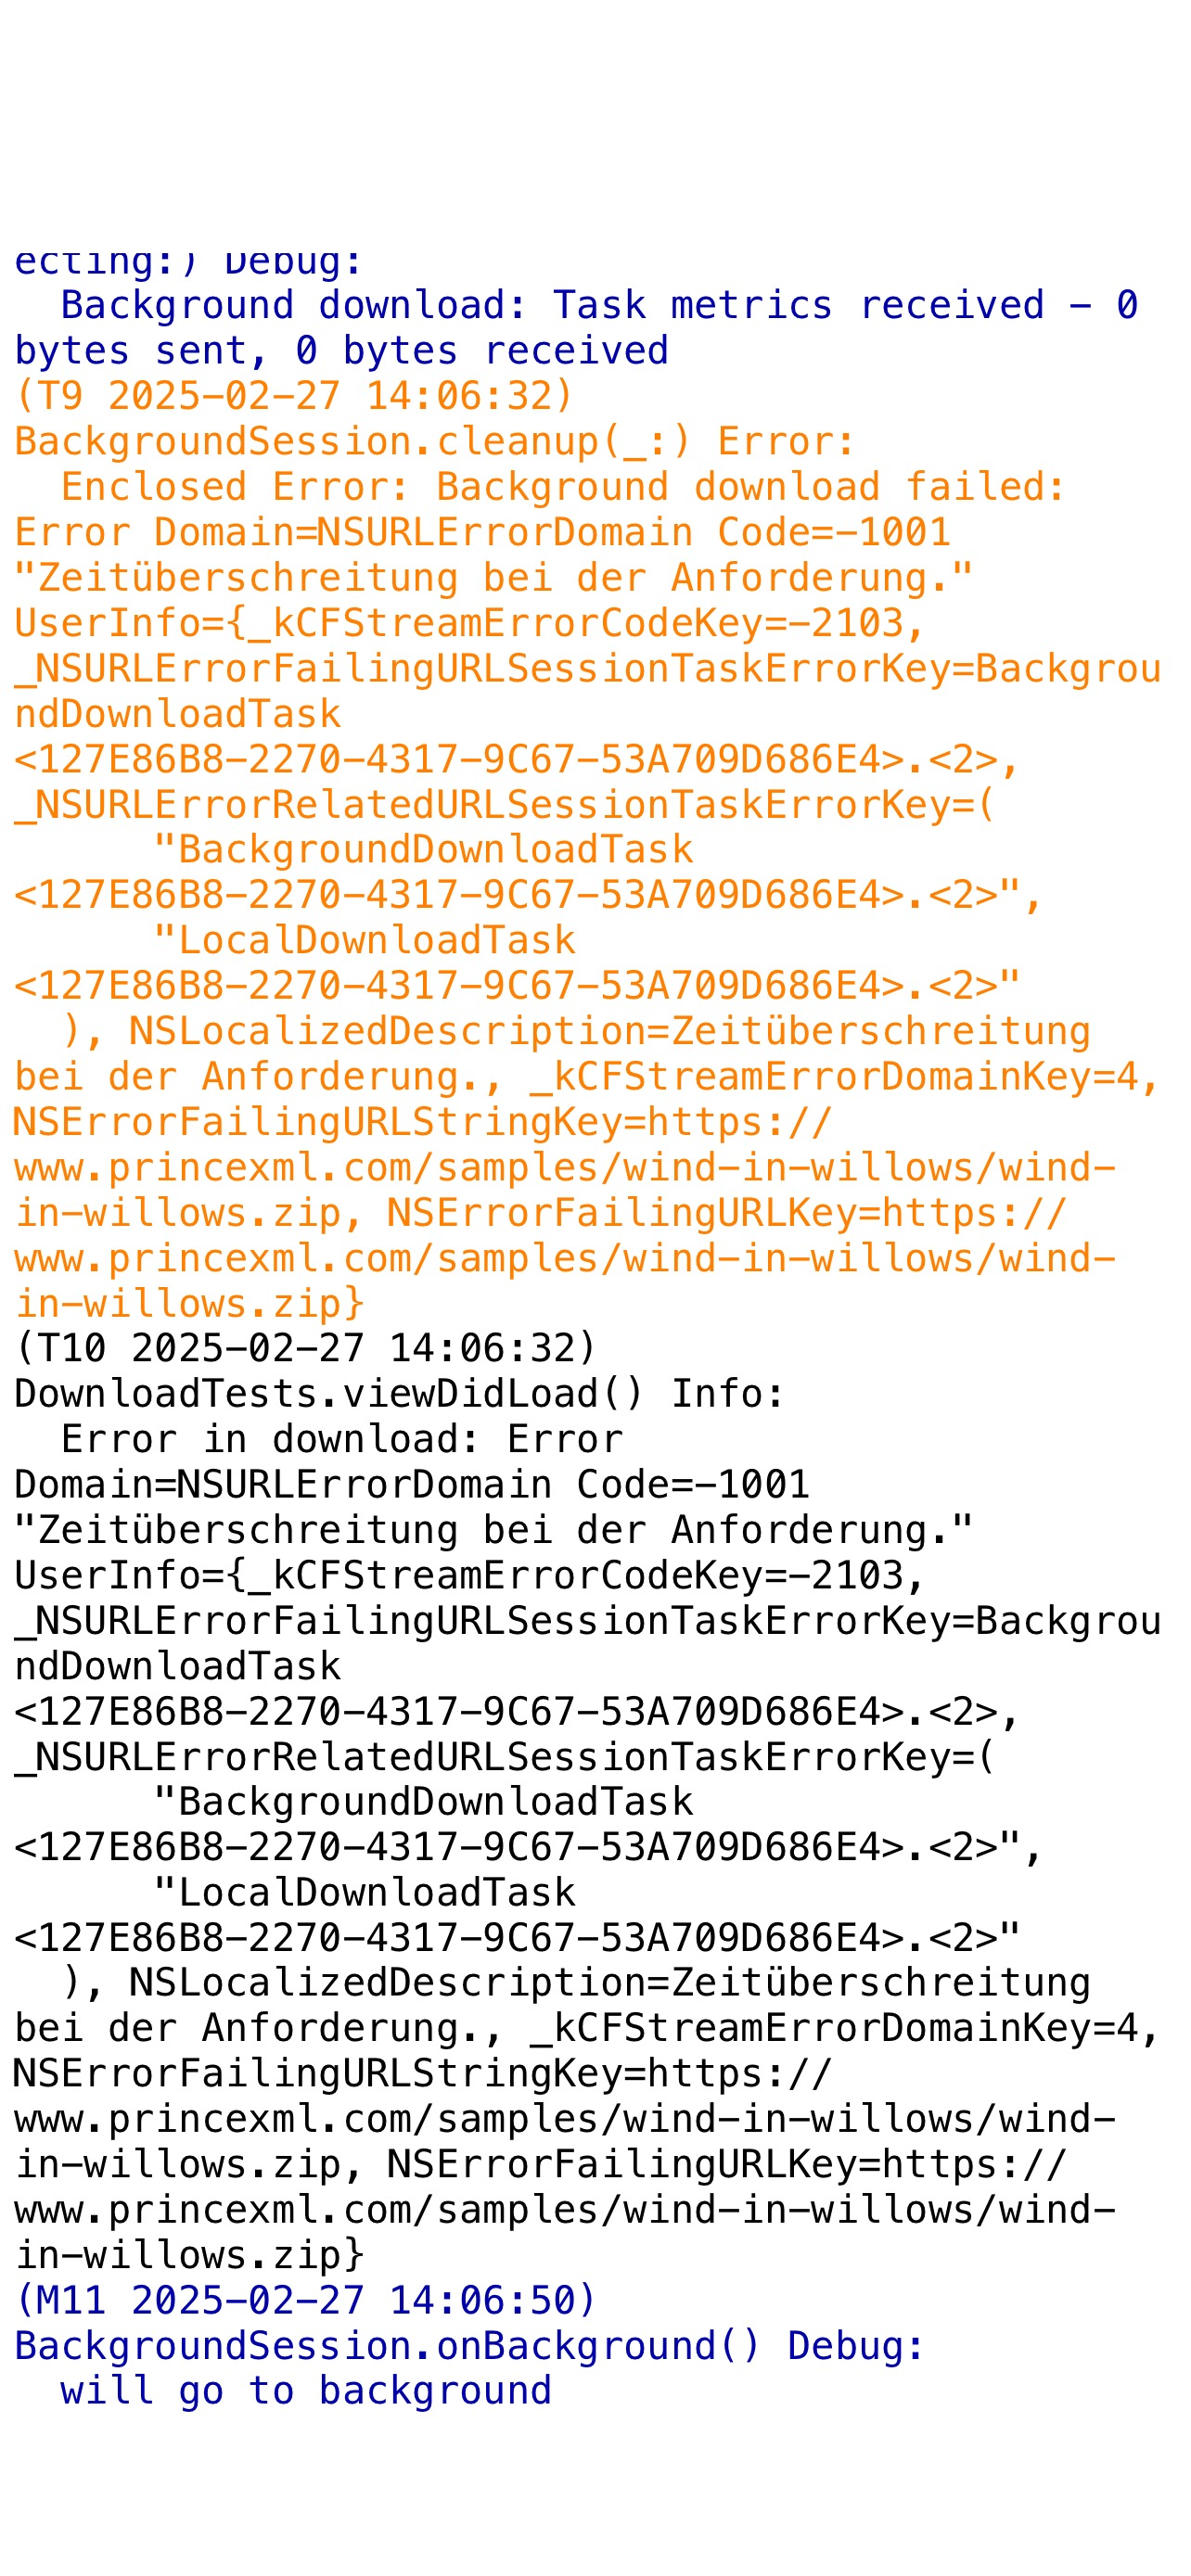 ecting:) Debug:
  Background download: Task metrics received – 0
bytes sent, 0 bytes received
(T9 2025-02-27 14:06:32)
BackgroundSession.cleanup(_:) Error:
  Enclosed Error: Background download failed:
Error Domain=NSURLErrorDomain Code=-1001
"Zeitüberschreitung bei der Anforderung."
UserInfo={_kCFStreamErrorCodeKey=-2103,
_NSURLErrorFailingURLSessionTaskErrorKey=Backgrou
ndDownloadTask
<127E86B8-2270-4317-9C67-53A709D686E4>.<2>,
_NSURLErrorRelatedURLSessionTaskErrorKey=(
      "BackgroundDownloadTask
<127E86B8-2270-4317-9C67-53A709D686E4>.<2>",
      "LocalDownloadTask
<127E86B8-2270-4317-9C67-53A709D686E4>.<2>"
  ), NSLocalizedDescription=Zeitüberschreitung
bei der Anforderung., _kCFStreamErrorDomainKey=4,
NSErrorFailingURLStringKey=https://
www.princexml.com/samples/wind-in-willows/wind-
in-willows.zip, NSErrorFailingURLKey=https://
www.princexml.com/samples/wind-in-willows/wind-
in-willows.zip}
(T10 2025-02-27 14:06:32)
DownloadTests.viewDidLoad() Info:
  Error in download: Error
Domain=NSURLErrorDomain Code=-1001
"Zeitüberschreitung bei der Anforderung."
UserInfo={_kCFStreamErrorCodeKey=-2103,
_NSURLErrorFailingURLSessionTaskErrorKey=Backgrou
ndDownloadTask
<127E86B8-2270-4317-9C67-53A709D686E4>.<2>,
_NSURLErrorRelatedURLSessionTaskErrorKey=(
      "BackgroundDownloadTask
<127E86B8-2270-4317-9C67-53A709D686E4>.<2>",
      "LocalDownloadTask
<127E86B8-2270-4317-9C67-53A709D686E4>.<2>"
  ), NSLocalizedDescription=Zeitüberschreitung
bei der Anforderung., _kCFStreamErrorDomainKey=4,
NSErrorFailingURLStringKey=https://
www.princexml.com/samples/wind-in-willows/wind-
in-willows.zip, NSErrorFailingURLKey=https://
www.princexml.com/samples/wind-in-willows/wind-
in-willows.zip}
(M11 2025-02-27 14:06:50)
BackgroundSession.onBackground() Debug:
  will go to background